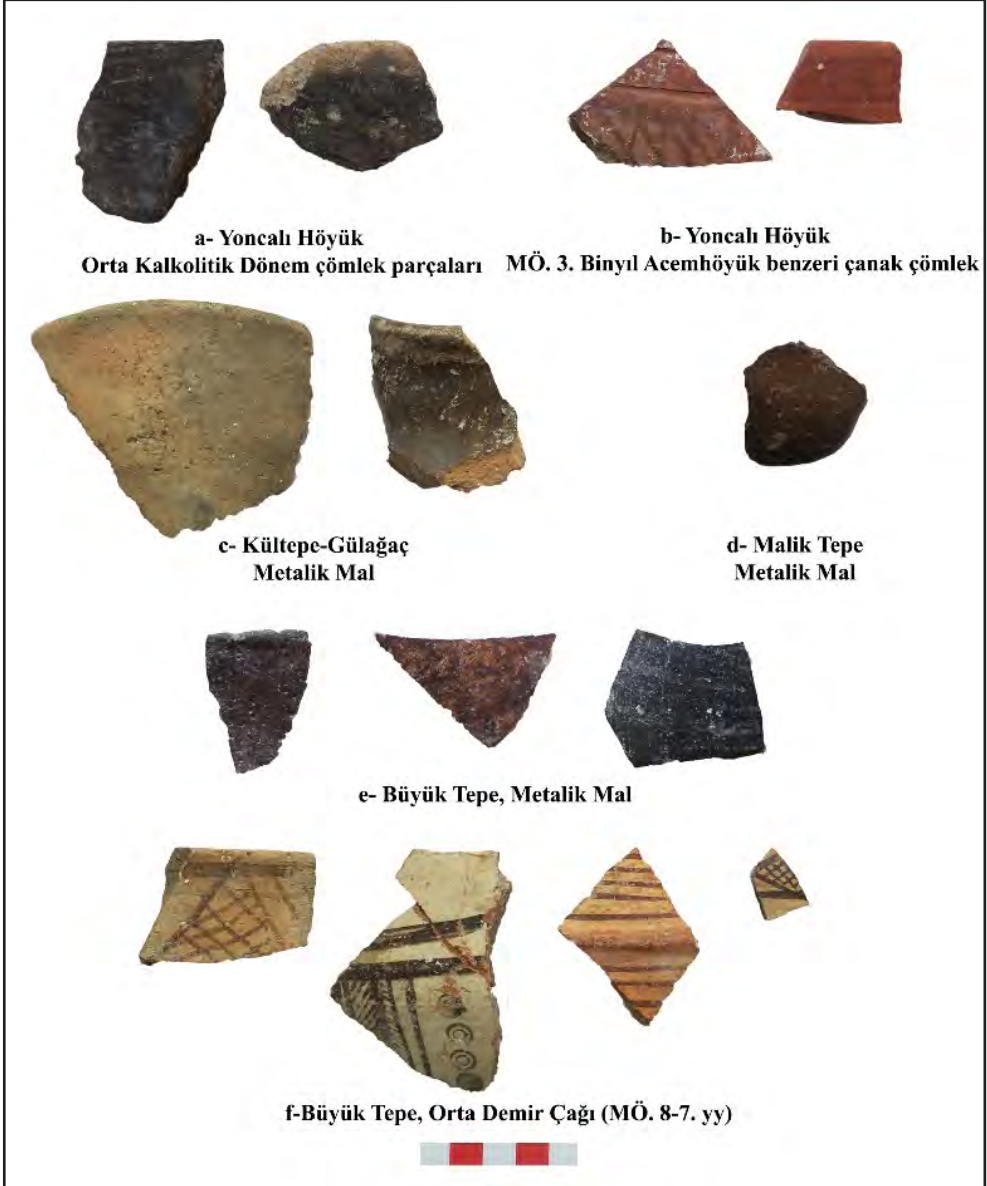 a- Yoncalı Höyük
Orta Kalkolitik Dönem çömlek parçaları
b- Yoncalı Höyük
MÖ. 3. Binyıl Acemhöyük benzeri çanak çömlek
c- Kültepe-Gülağaç
Metalik Mal
d- Malik Tepe
Metalik Mal
e- Büyük Tepe, Metalik Mal
f-Büyük Tepe, Orta Demir Çağı (MÖ. 8-7. yy)